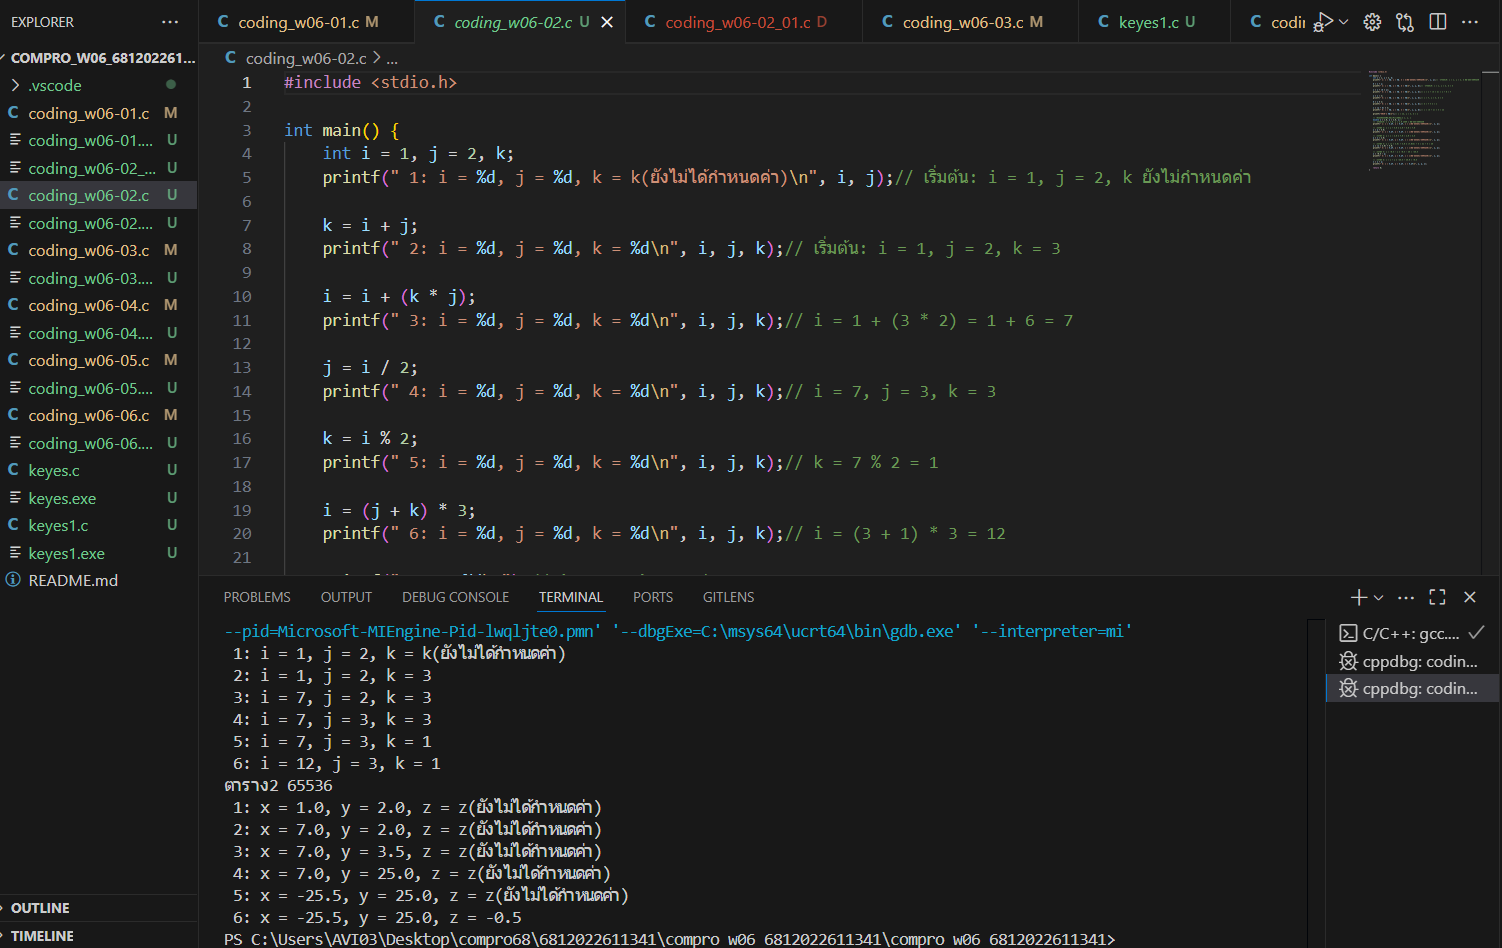 EXPLORER
COMPRO_W06_681202261...
.vscode
coding_w06-01.c M
coding_w06-01.... U
coding_w06-02_... U
coding_w06-02.c U
coding_w06-02.... U
coding_w06-03.c M
coding_w06-03.... U
coding_w06-04.c M
coding_w06-04.... U
coding_w06-05.c M
coding_w06-05.... U
coding_w06-06.c M
coding_w06-06.... U
keyes.c U
keyes.exe U
keyes1.c U
keyes1.exe U
README.md
OUTLINE
TIMELINE
C coding_w06-01.c M C coding_w06-02.c U C coding_w06-02_01.c D C coding_w06-03.c M C keyes1.c U C codin
C coding_w06-02.c > ...
1 #include <stdio.h>
2
3 int main() {
4 int i = 1, j = 2, k;
5 printf(" 1: i = %d, j = %d, k = k(ยังไม่ได้กำหนดค่า)\n", i, j);// เริ่มต้น: i = 1, j = 2, k ยังไม่กำหนดค่า
6
7 k = i + j;
8 printf(" 2: i = %d, j = %d, k = %d\n", i, j, k);// เริ่มต้น: i = 1, j = 2, k = 3
9
10 i = i + (k * j);
11 printf(" 3: i = %d, j = %d, k = %d\n", i, j, k);// i = 1 + (3 * 2) = 1 + 6 = 7
12
13 j = i / 2;
14 printf(" 4: i = %d, j = %d, k = %d\n", i, j, k);// i = 7, j = 3, k = 3
15
16 k = i % 2;
17 printf(" 5: i = %d, j = %d, k = %d\n", i, j, k);// k = 7 % 2 = 1
18
19 i = (j + k) * 3;
20 printf(" 6: i = %d, j = %d, k = %d\n", i, j, k);// i = (3 + 1) * 3 = 12
21
PROBLEMS OUTPUT DEBUG CONSOLE TERMINAL PORTS GITLENS
--pid=Microsoft-MIEngine-Pid-lwqljte0.pmn' '--dbgExe=C:\msys64\ucrt64\bin\gdb.exe' '--interpreter=mi'
1: i = 1, j = 2, k = k(ยังไม่ได้กำหนดค่า)
2: i = 1, j = 2, k = 3
3: i = 7, j = 2, k = 3
4: i = 7, j = 3, k = 3
5: i = 7, j = 3, k = 1
6: i = 12, j = 3, k = 1
ตาราง2 65536
1: x = 1.0, y = 2.0, z = z(ยังไม่ได้กำหนดค่า)
2: x = 7.0, y = 2.0, z = z(ยังไม่ได้กำหนดค่า)
3: x = 7.0, y = 3.5, z = z(ยังไม่ได้กำหนดค่า)
4: x = 7.0, y = 25.0, z = z(ยังไม่ได้กำหนดค่า)
5: x = -25.5, y = 25.0, z = z(ยังไม่ได้กำหนดค่า)
6: x = -25.5, y = 25.0, z = -0.5
PS C:\Users\AVI03\Desktop\compro68\6812022611341\compro_w06_6812022611341\compro_w06_6812022611341>
C/C++: gcc....
cppdbg: codin...
cppdbg: codin...